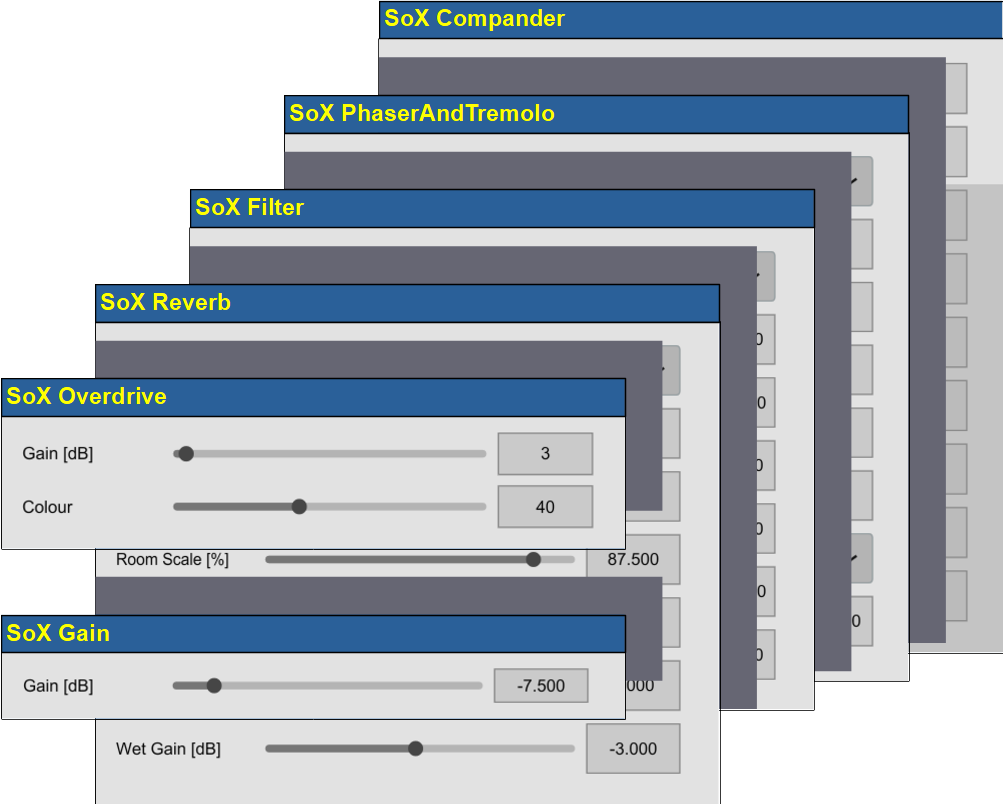 SoX Compander
SoX PhaserAndTremolo
SoX Filter
SoX Reverb
SoX Overdrive
Gain [dB] 3
Colour 40
Room Scale [%] 87.500
SoX Gain
Gain [dB] -7.500
Wet Gain [dB] -3.000